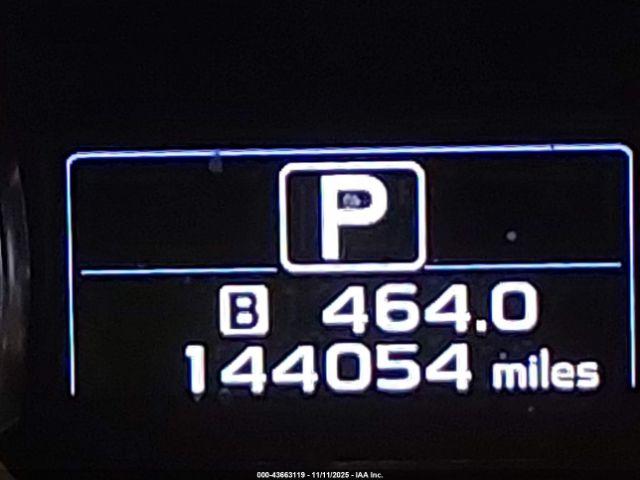 P
B 464.0
144054 miles
000-43663119 - 11/11/2025 - IAA Inc.